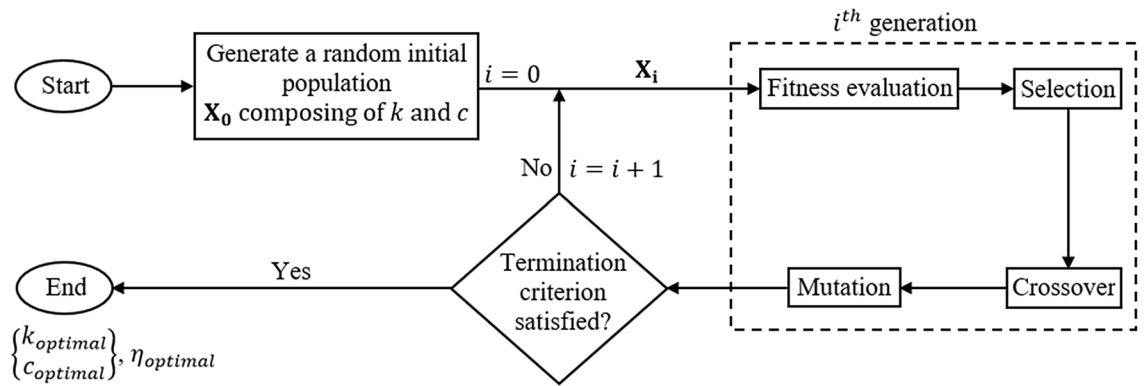 Start
Generate a random initial
population
X₀ composing of k and c
i = 0
Xᵢ
iᵗʰ generation
Fitness evaluation
Selection
Crossover
Mutation
Termination
criterion
satisfied?
No
i = i + 1
Yes
End
{k_optimal
c_optimal}, η_optimal